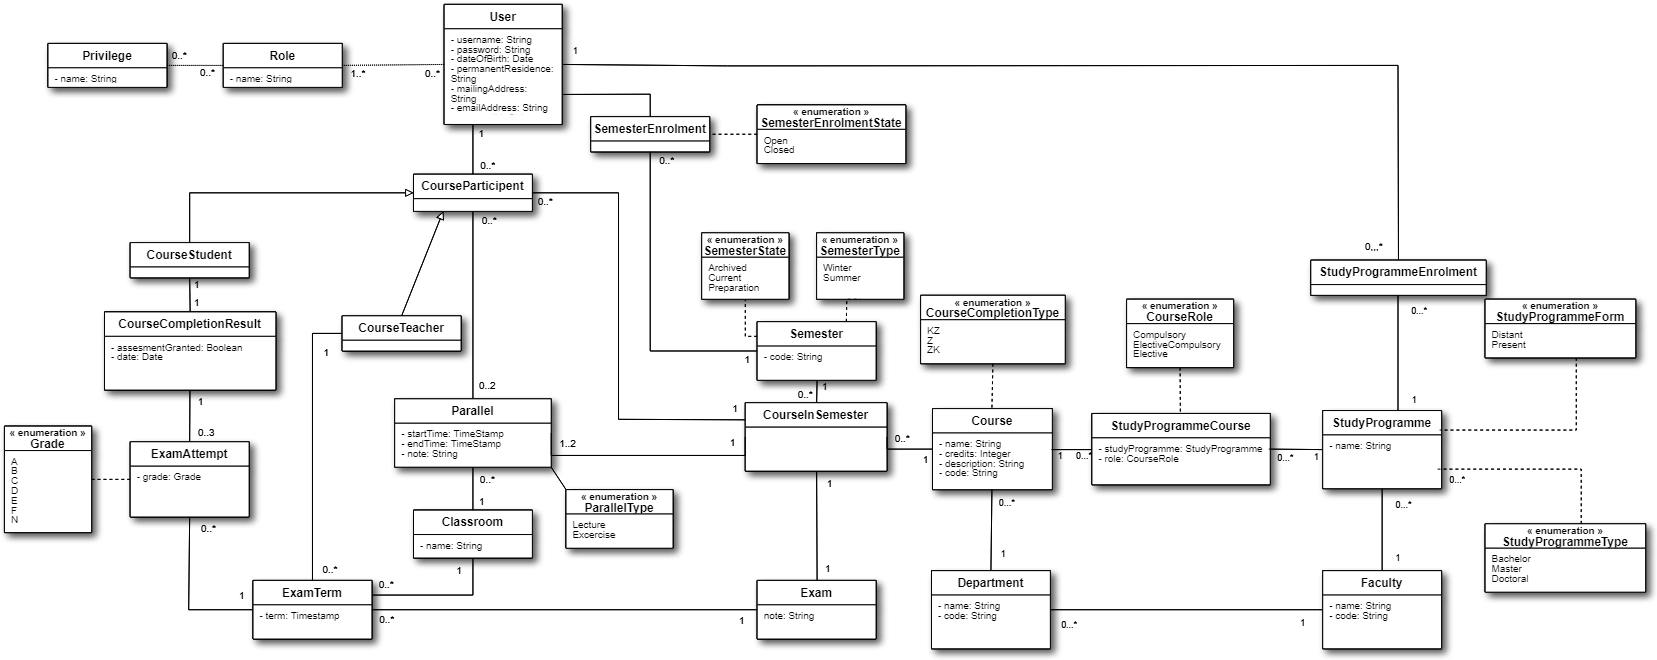 User
- username: String
- password: String
- dateOfBirth: Date
- permanentResidence:
String
- mailingAddress:
String
- emailAddress: String
1
0..*
1
0..*
Privilege
- name: String
0..*
0..*
Role
- name: String
1..*
SemesterEnrolment
0..*
« enumeration »
SemesterEnrolmentState
Open
Closed
CourseParticipent
0..*
0..*
0..*
CourseStudent
1
1
CourseCompletionResult
- assesmentGranted: Boolean
- date: Date
1
0..3
CourseTeacher
1
0..*
« enumeration »
SemesterState
Archived
Current
Preparation
« enumeration »
SemesterType
Winter
Summer
Semester
- code: String
1
1
0..*
« enumeration »
CourseCompletionType
KZ
Z
ZK
« enumeration »
CourseRole
Compulsory
ElectiveCompulsory
Elective
0...*
StudyProgrammeEnrolment
0...*
1
« enumeration »
StudyProgrammeForm
Distant
Present
« enumeration »
Grade
A
B
C
D
E
F
N
ExamAttempt
- grade: Grade
0..*
1
0..2
Parallel
- startTime: TimeStamp
- endTime: TimeStamp
- note: String
1..2
0..*
1
« enumeration »
ParallelType
Lecture
Excercise
Classroom
- name: String
1
0..*
CourseInSemester
1
1
1
0..*
1
Course
- name: String
- credits: Integer
- description: String
- code: String
1
0...*
0...*
1
StudyProgrammeCourse
- studyProgramme: StudyProgramme
- role: CourseRole
0...*
1
StudyProgramme
- name: String
0...*
0...*
1
« enumeration »
StudyProgrammeType
Bachelor
Master
Doctoral
ExamTerm
- term: Timestamp
0..*
1
Exam
note: String
1
Department
- name: String
- code: String
0...*
1
Faculty
- name: String
- code: String